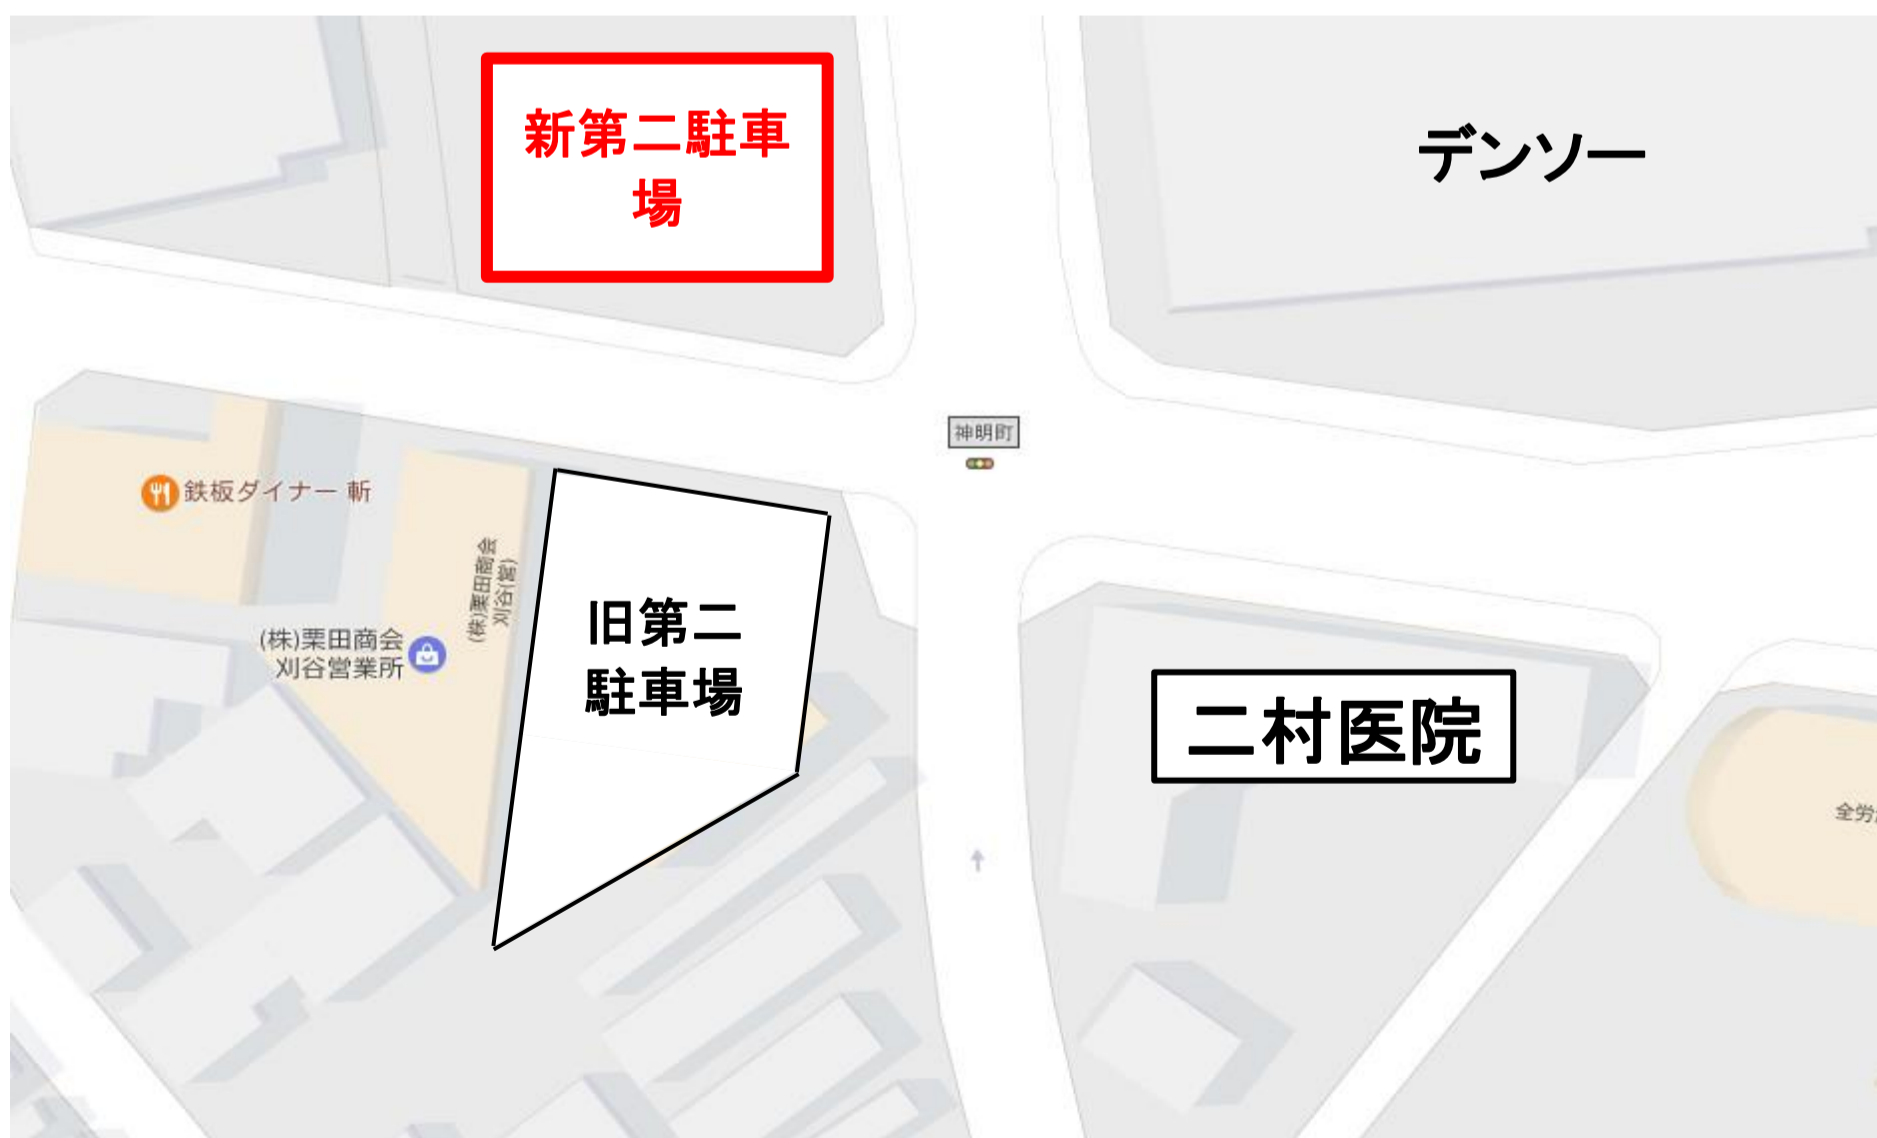 新第二駐車
場
デンソー
神明町
鉄板ダイナー 斬
(株)栗田商会
刈谷(営)
旧第二
駐車場
(株)栗田商会
刈谷営業所
二村医院
全労